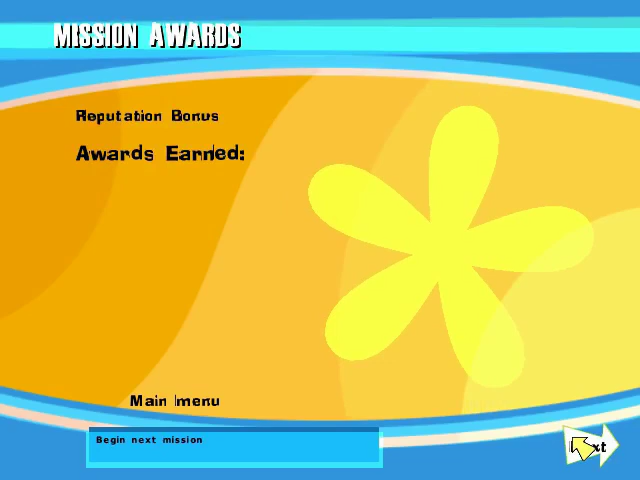 MISSION AWARDS
Reputation Bonus
Awards Earned:
Main menu
Begin next mission